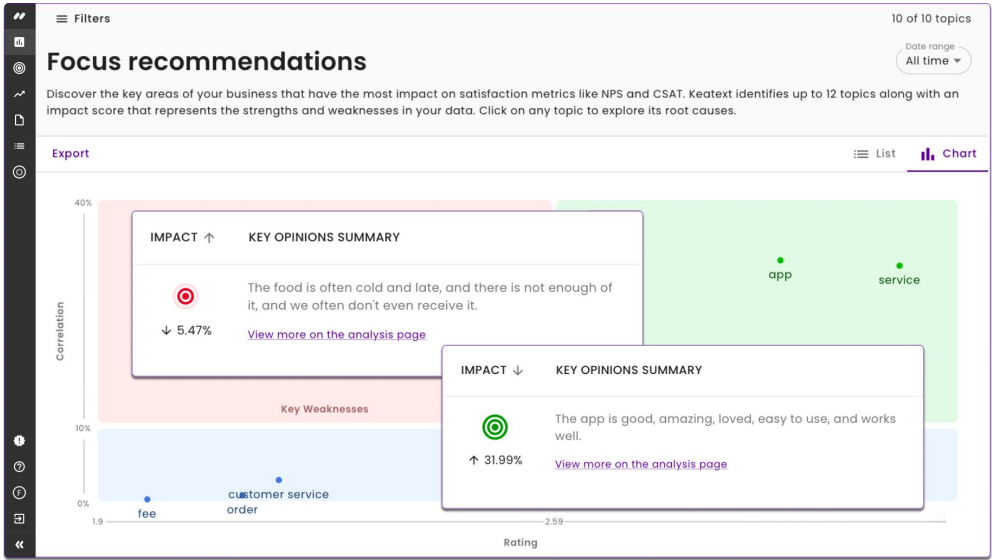 Filters
10 of 10 topics
Focus recommendations
Date range
All time
Discover the key areas of your business that have the most impact on satisfaction metrics like NPS and CSAT. Keatext identifies up to 12 topics along with an
impact score that represents the strengths and weaknesses in your data. Click on any topic to explore its root causes.
Export
List
Chart
40%
IMPACT ↑ KEY OPINIONS SUMMARY
The food is often cold and late, and there is not enough of
it, and we often don't even receive it.
↓ 5.47%
View more on the analysis page
app
service
Correlation
IMPACT ↓ KEY OPINIONS SUMMARY
The app is good, amazing, loved, easy to use, and works
well.
↑ 31.99%
View more on the analysis page
Key Weaknesses
10%
customer service
order
fee
0%
1.9
2.59
Rating